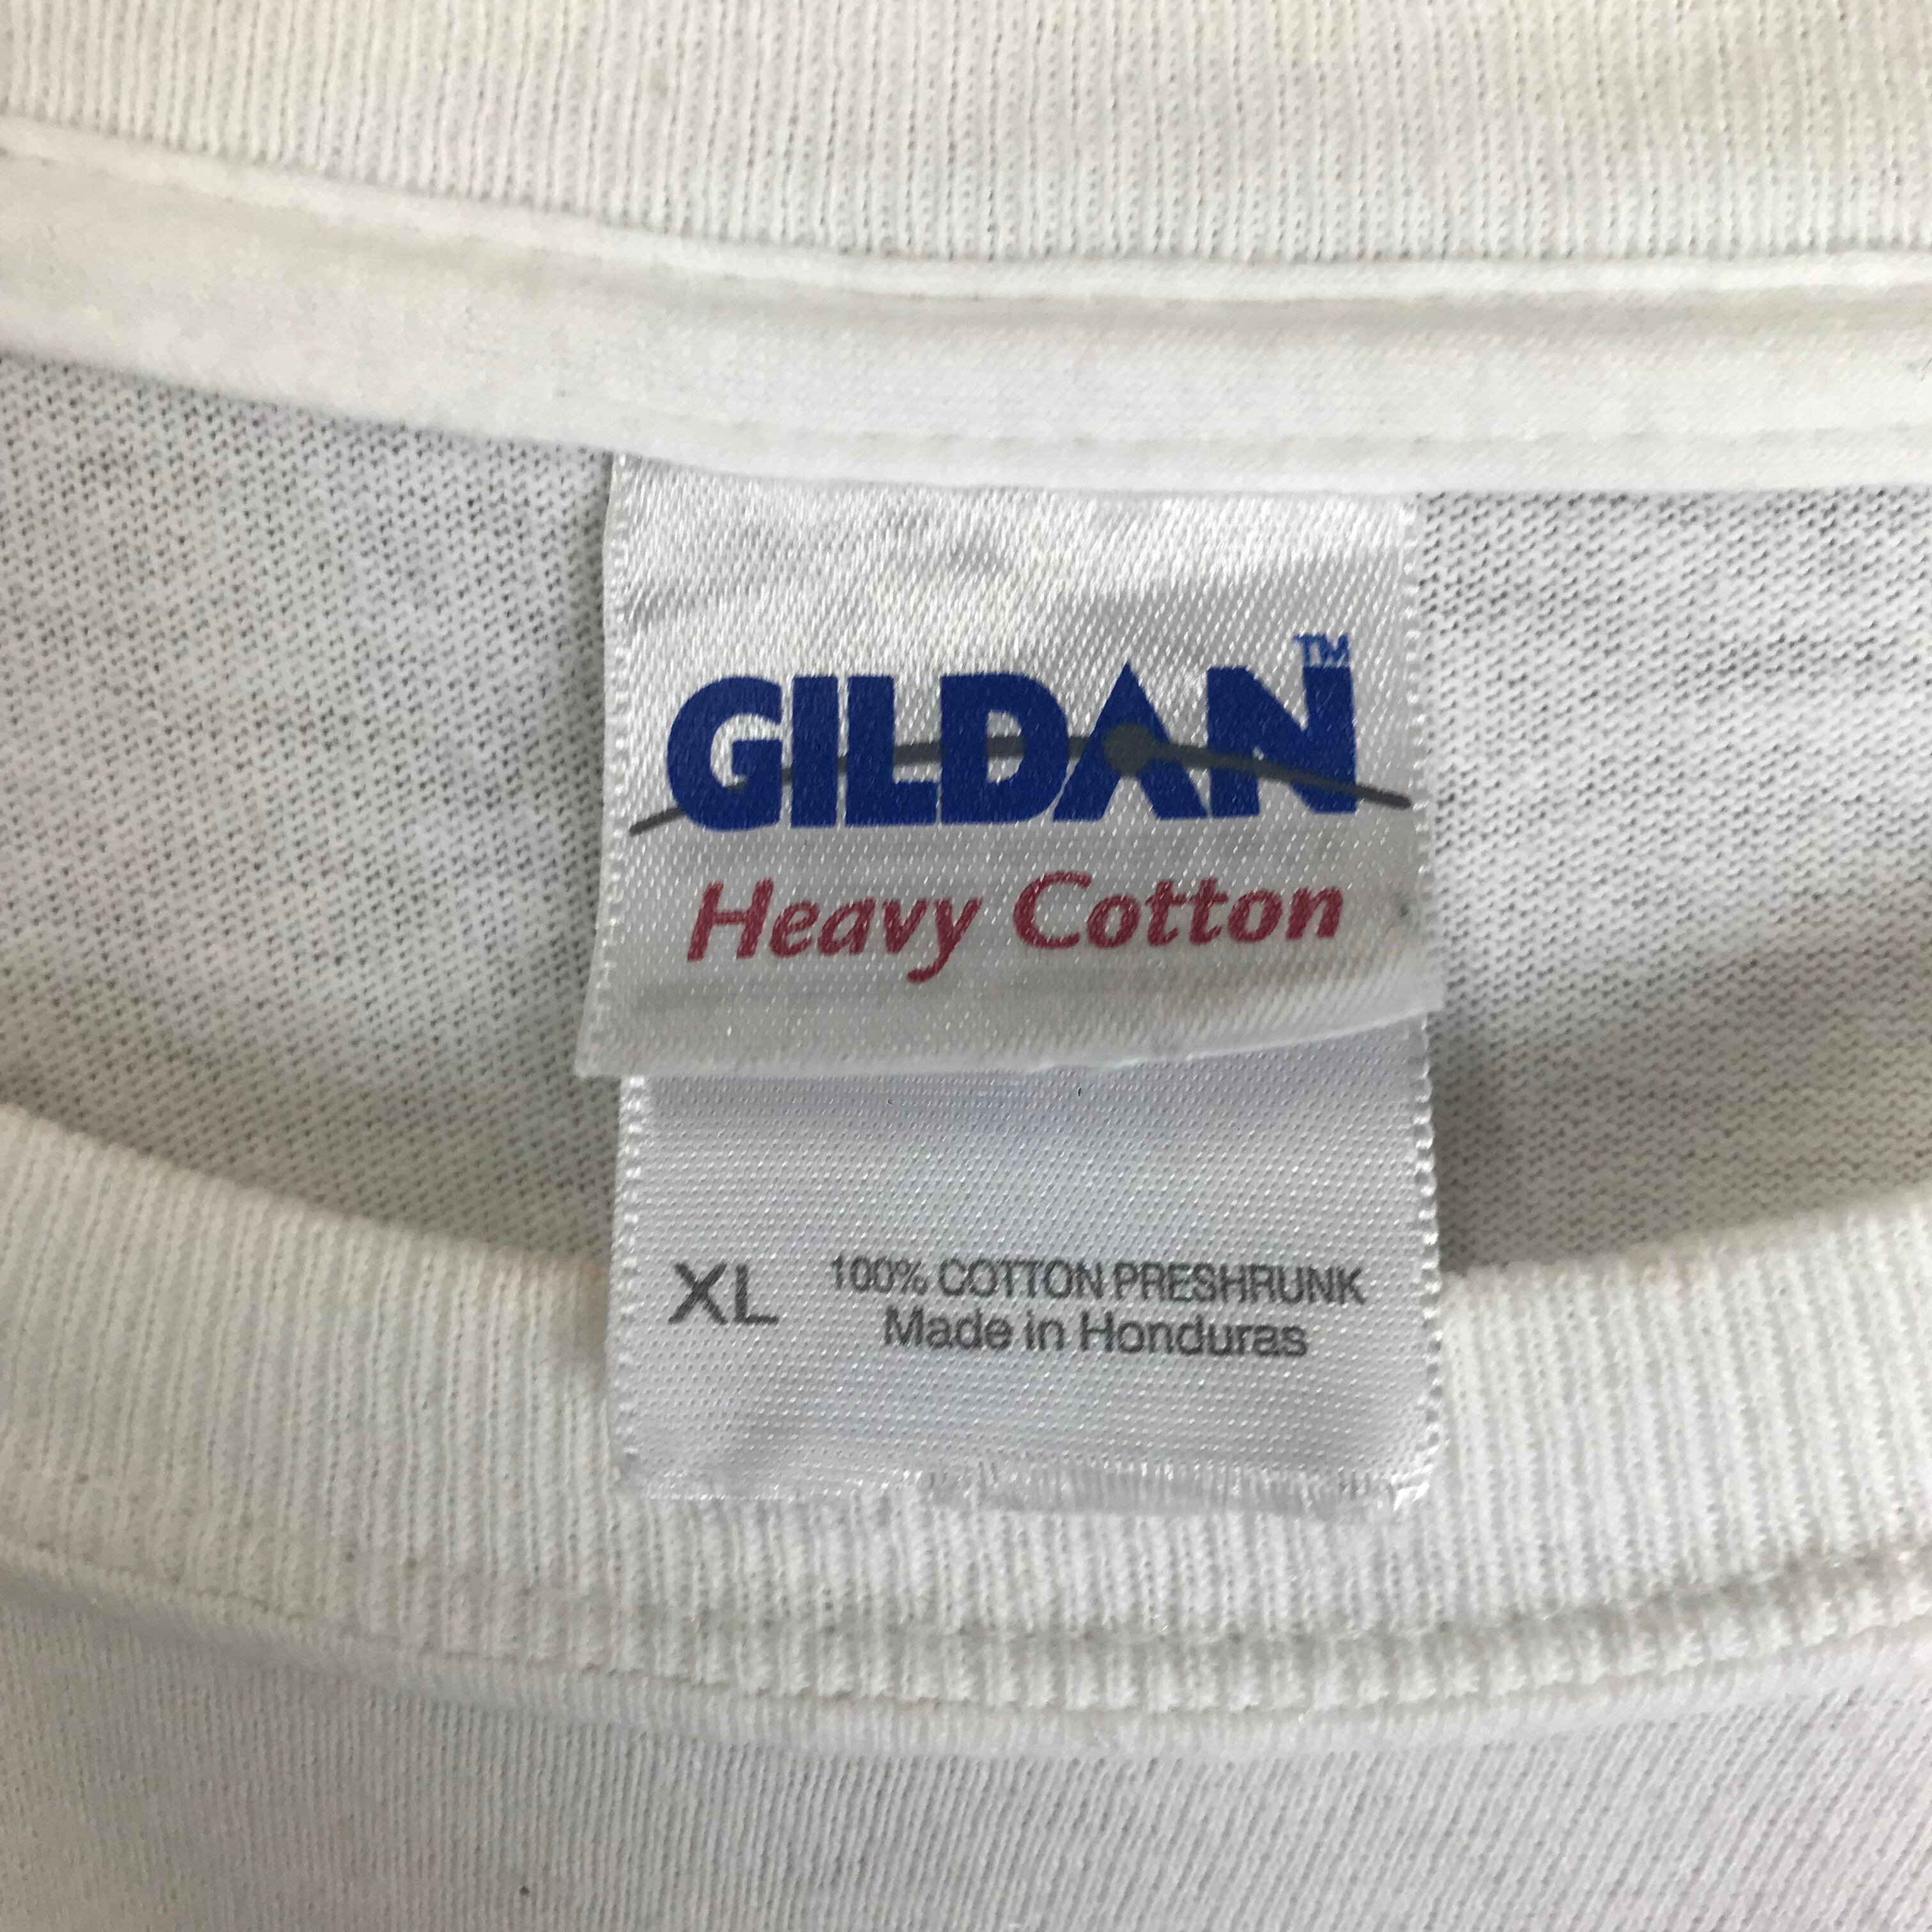 GILDAN™
Heavy Cotton
XL 100% COTTON PRESHRUNK
Made in Honduras